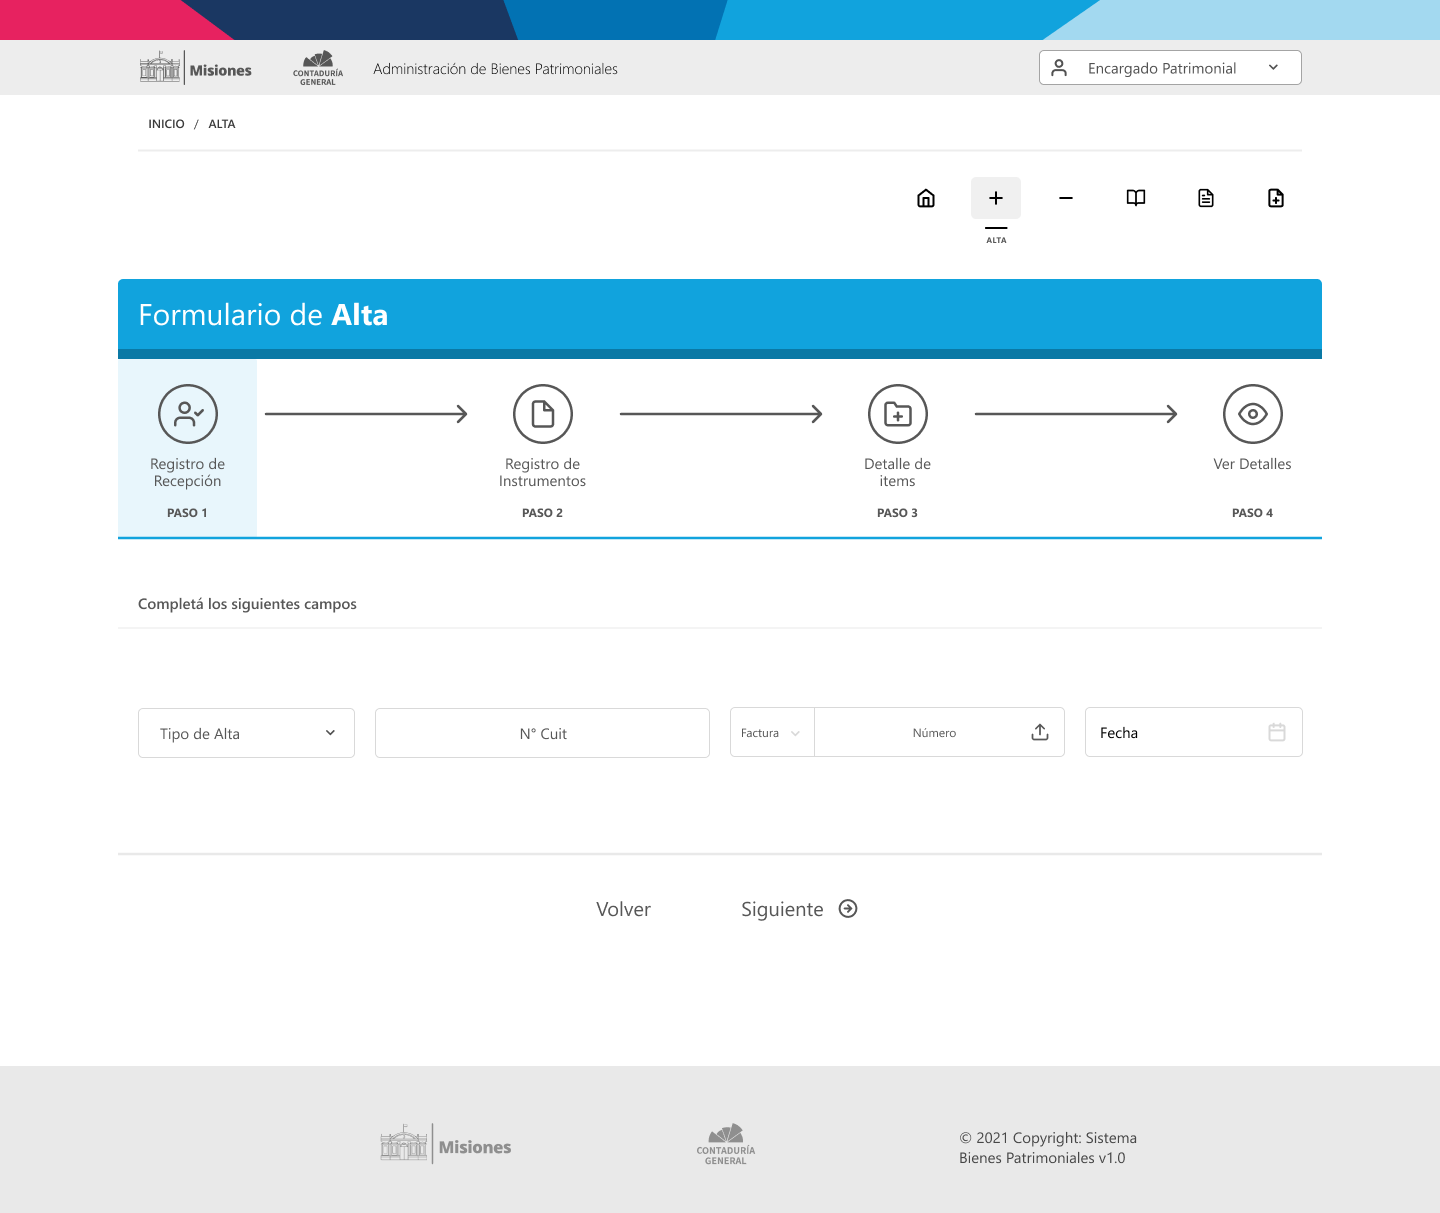 Misiones
CONTADURÍA
GENERAL
Administración de Bienes Patrimoniales
Encargado Patrimonial
INICIO / ALTA
ALTA
Formulario de Alta
Registro de
Recepción
PASO 1
Registro de
Instrumentos
PASO 2
Detalle de
items
PASO 3
Ver Detalles
PASO 4
Completá los siguientes campos
Tipo de Alta
N° Cuit
Factura
Número
Fecha
Volver
Siguiente
Misiones
CONTADURÍA
GENERAL
© 2021 Copyright: Sistema
Bienes Patrimoniales v1.0